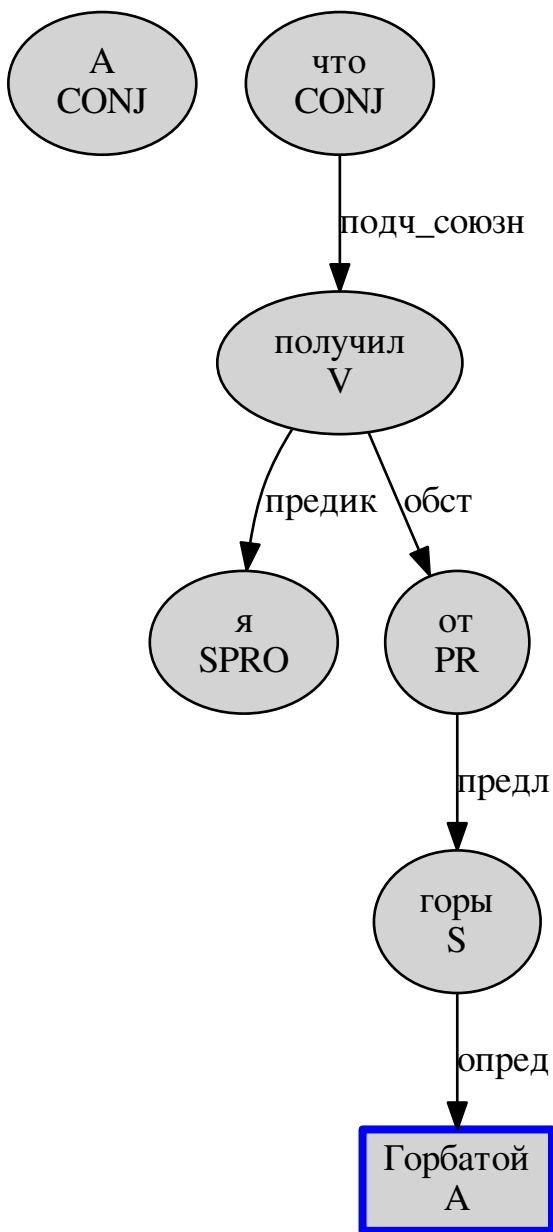 А
CONJ
что
CONJ
подч_союзн
получил
V
предик
обст
я
SPRO
от
PR
предл
горы
S
опред
Горбатой
A